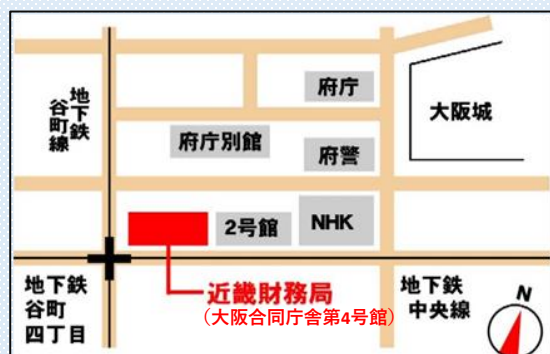 府庁
大阪城
地下鉄
谷町線
府庁別館
府警
2号館
NHK
近畿財務局
（大阪合同庁舎第4号館）
地下鉄
谷町
四丁目
地下鉄
中央線
N